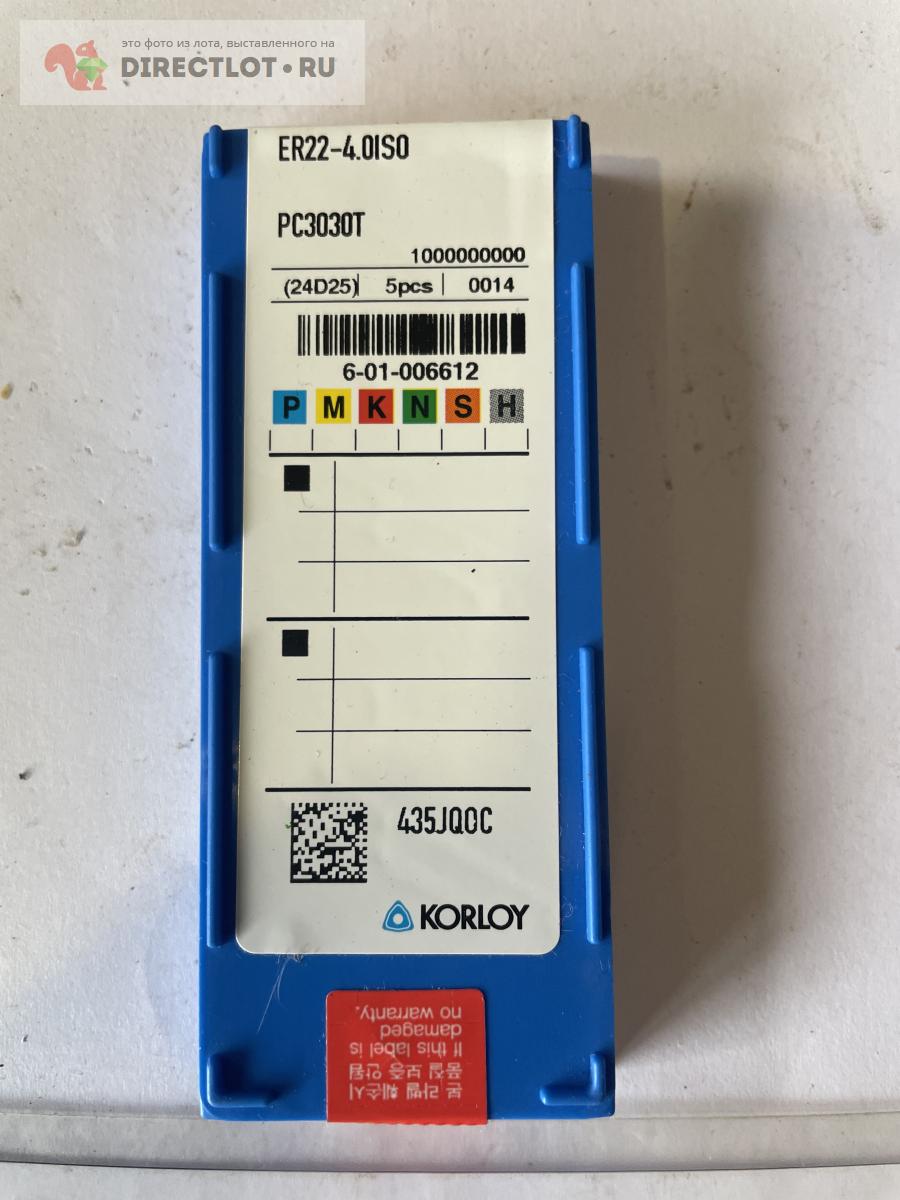 это фото из лота, выставленного на
DIRECTLOT.RU
ER22-4.0ISO
PC3030T
1000000000
(24D25) 5pcs 0014
6-01-006612
P M K N S H
435JQ0C
KORLOY
본 라벨 훼손시
품질 보증 안됨
If this label is
damaged
no warranty.